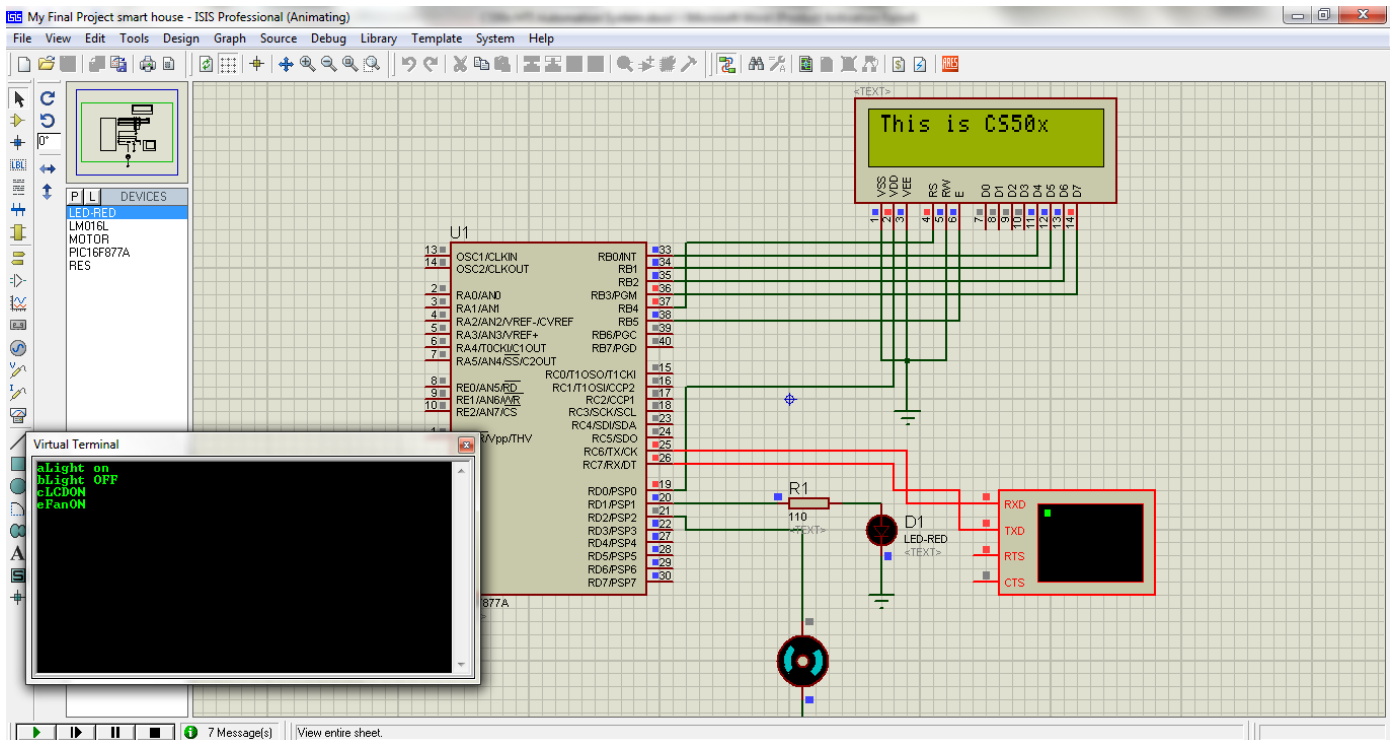 My Final Project smart house - ISIS Professional (Animating)
File View Edit Tools Design Graph Source Debug Library Template System Help
0°
LBL
P L DEVICES
LED-RED
LM016L
MOTOR
PIC16F877A
RES
<TEXT>
This is CS50x
VSS VDD VEE RS RW E D0 D1 D2 D3 D4 D5 D6 D7
1 2 3 4 5 6 7 8 9 10 11 12 13 14
U1
13 OSC1/CLKIN RB0/INT 33
14 OSC2/CLKOUT RB1 34
RB2 35
2 RA0/AN0 RB3/PGM 36
3 RA1/AN1 RB4 37
4 RA2/AN2/VREF-/CVREF RB5 38
5 RA3/AN3/VREF+ RB6/PGC 39
6 RA4/T0CKI/C1OUT RB7/PGD 40
7 RA5/AN4/SS/C2OUT
RC0/T1OSO/T1CKI 15
8 RE0/AN5/RD RC1/T1OSI/CCP2 16
9 RE1/AN6/WR RC2/CCP1 17
10 RE2/AN7/CS RC3/SCK/SCL 18
RC4/SDI/SDA 23
/Vpp/THV RC5/SDO 24
RC6/TX/CK 25
RC7/RX/DT 26
RD0/PSP0 19
RD1/PSP1 20
RD2/PSP2 21
RD3/PSP3 22
RD4/PSP4 27
RD5/PSP5 28
RD6/PSP6 29
RD7/PSP7 30
877A
R1
110
<TEXT>
D1
LED-RED
<TEXT>
RXD
TXD
RTS
CTS
Virtual Terminal
aLight on
bLight OFF
cLCDON
eFanON
7 Message(s) View entire sheet.